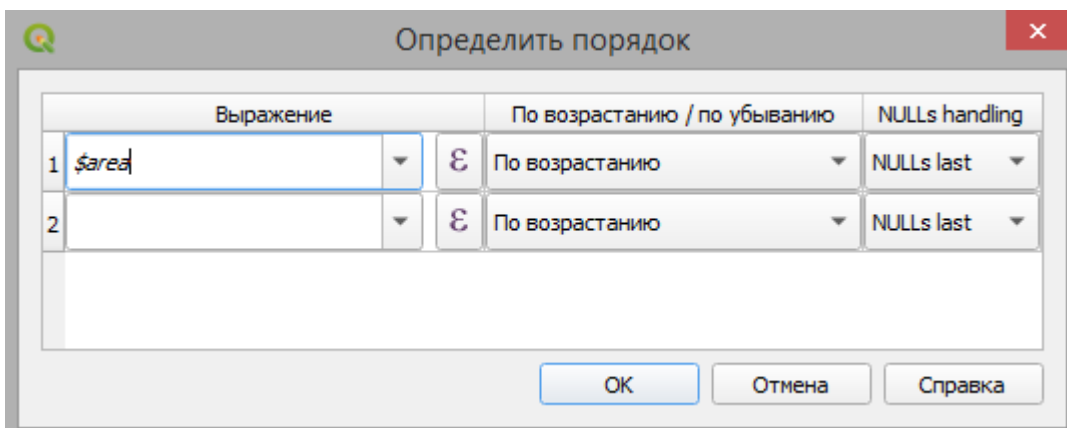 Определить порядок
Выражение По возрастанию / по убыванию NULLs handling
1 $area ε По возрастанию NULLs last
2 ε По возрастанию NULLs last
OK Отмена Справка